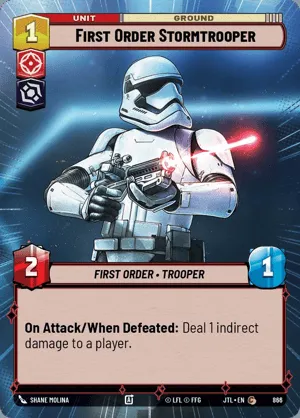 UNIT
GROUND
1
FIRST ORDER STORMTROOPER
2
1
FIRST ORDER • TROOPER
On Attack/When Defeated: Deal 1 indirect
damage to a player.
SHANE MOLINA
© LFL © FFG
JTL • EN
C
866